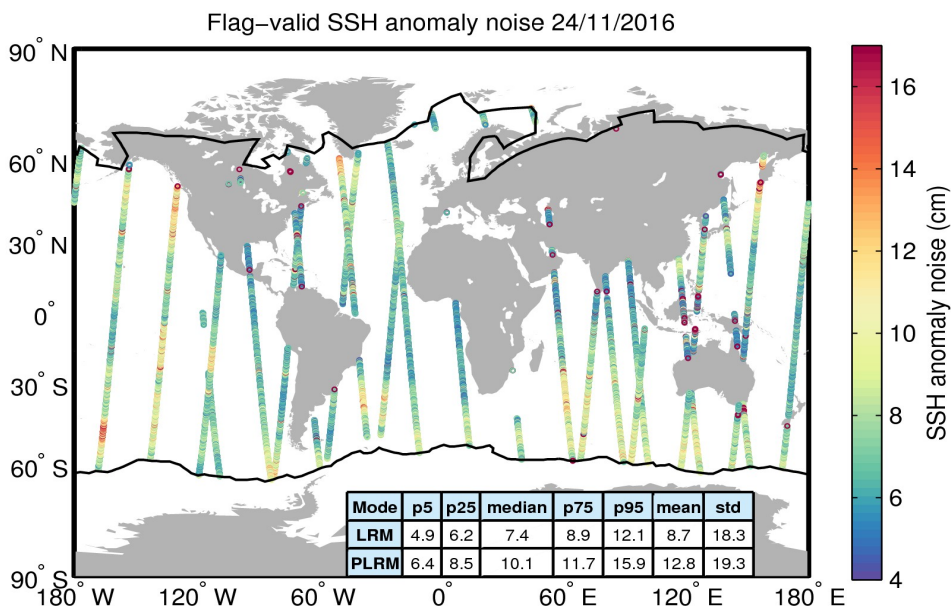 Flag−valid SSH anomaly noise 24/11/2016
90° N
60° N
30° N
0°
30° S
60° S
90° S
180° W 120° W 60° W 0° 60° E 120° E 180° E
Mode p5 p25 median p75 p95 mean std
LRM 4.9 6.2 7.4 8.9 12.1 8.7 18.3
PLRM 6.4 8.5 10.1 11.7 15.9 12.8 19.3
16
14
12
10
8
6
4
SSH anomaly noise (cm)